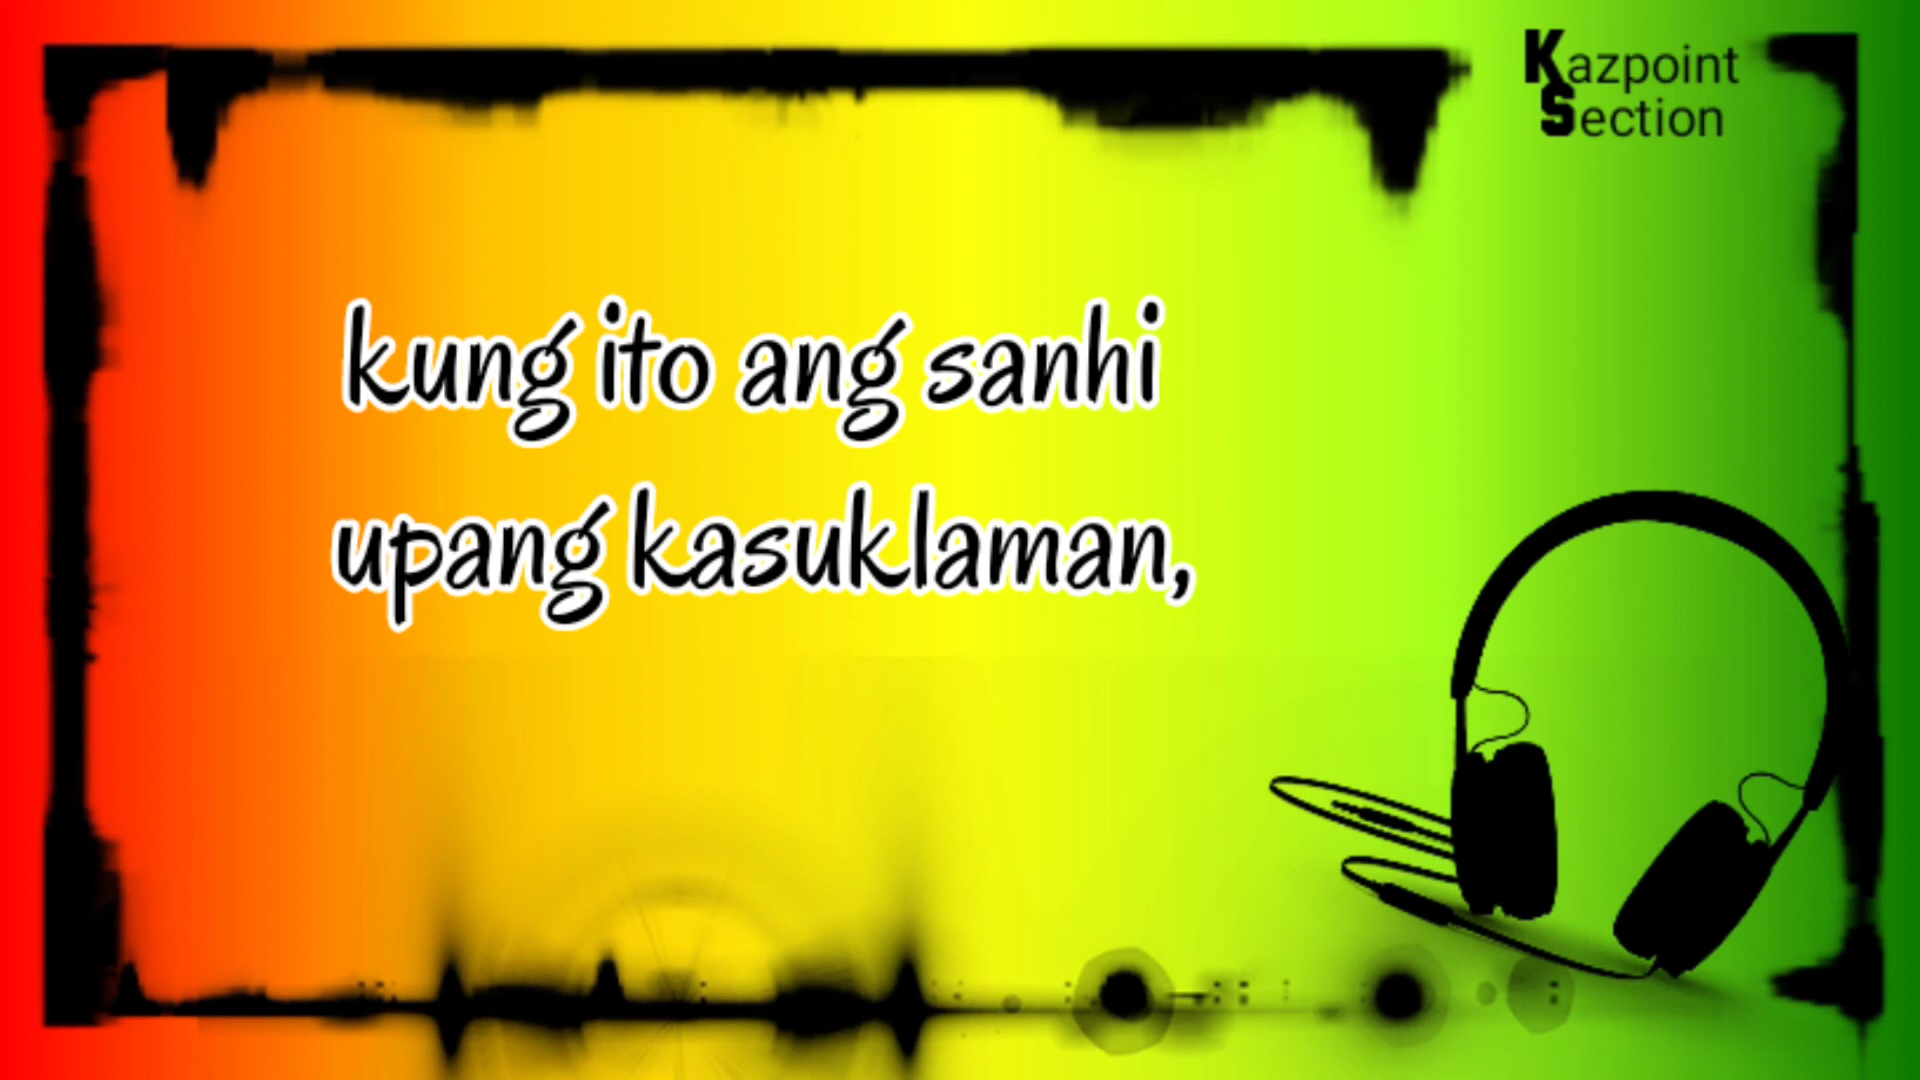 Kazpoint
Section
kung ito ang sanhi
upang kasuklaman,